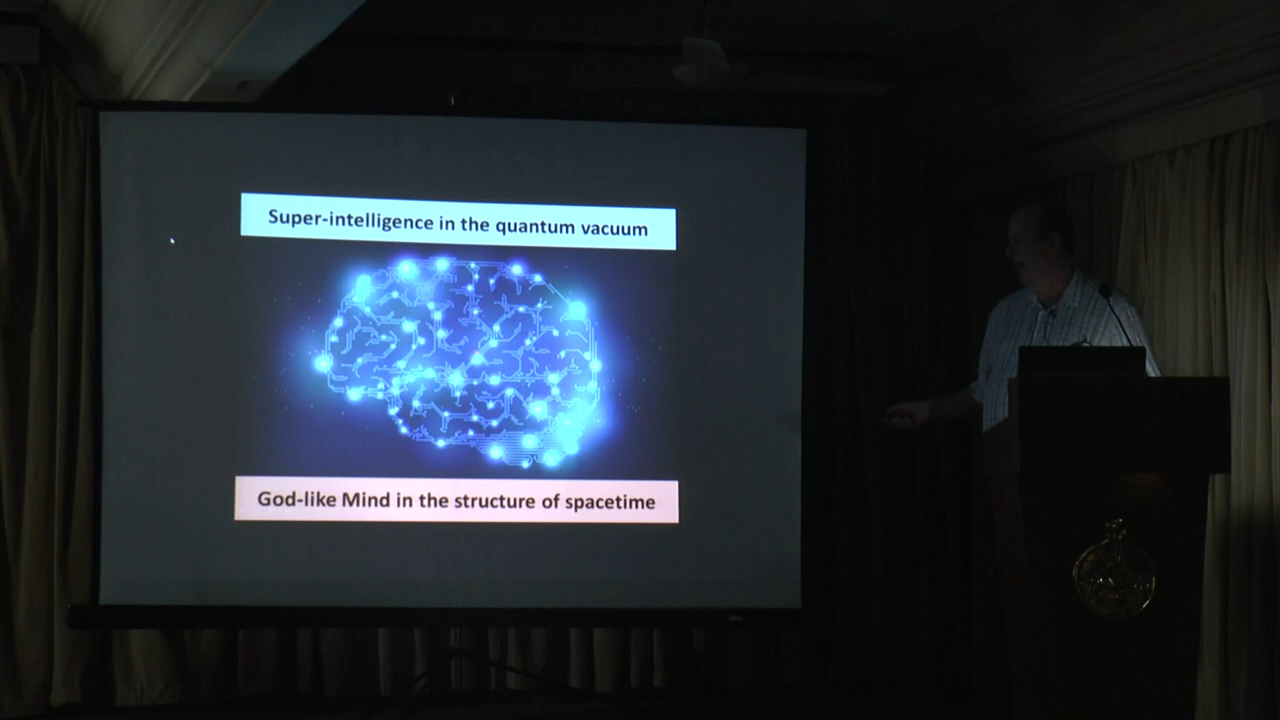 Super-intelligence in the quantum vacuum
God-like Mind in the structure of spacetime